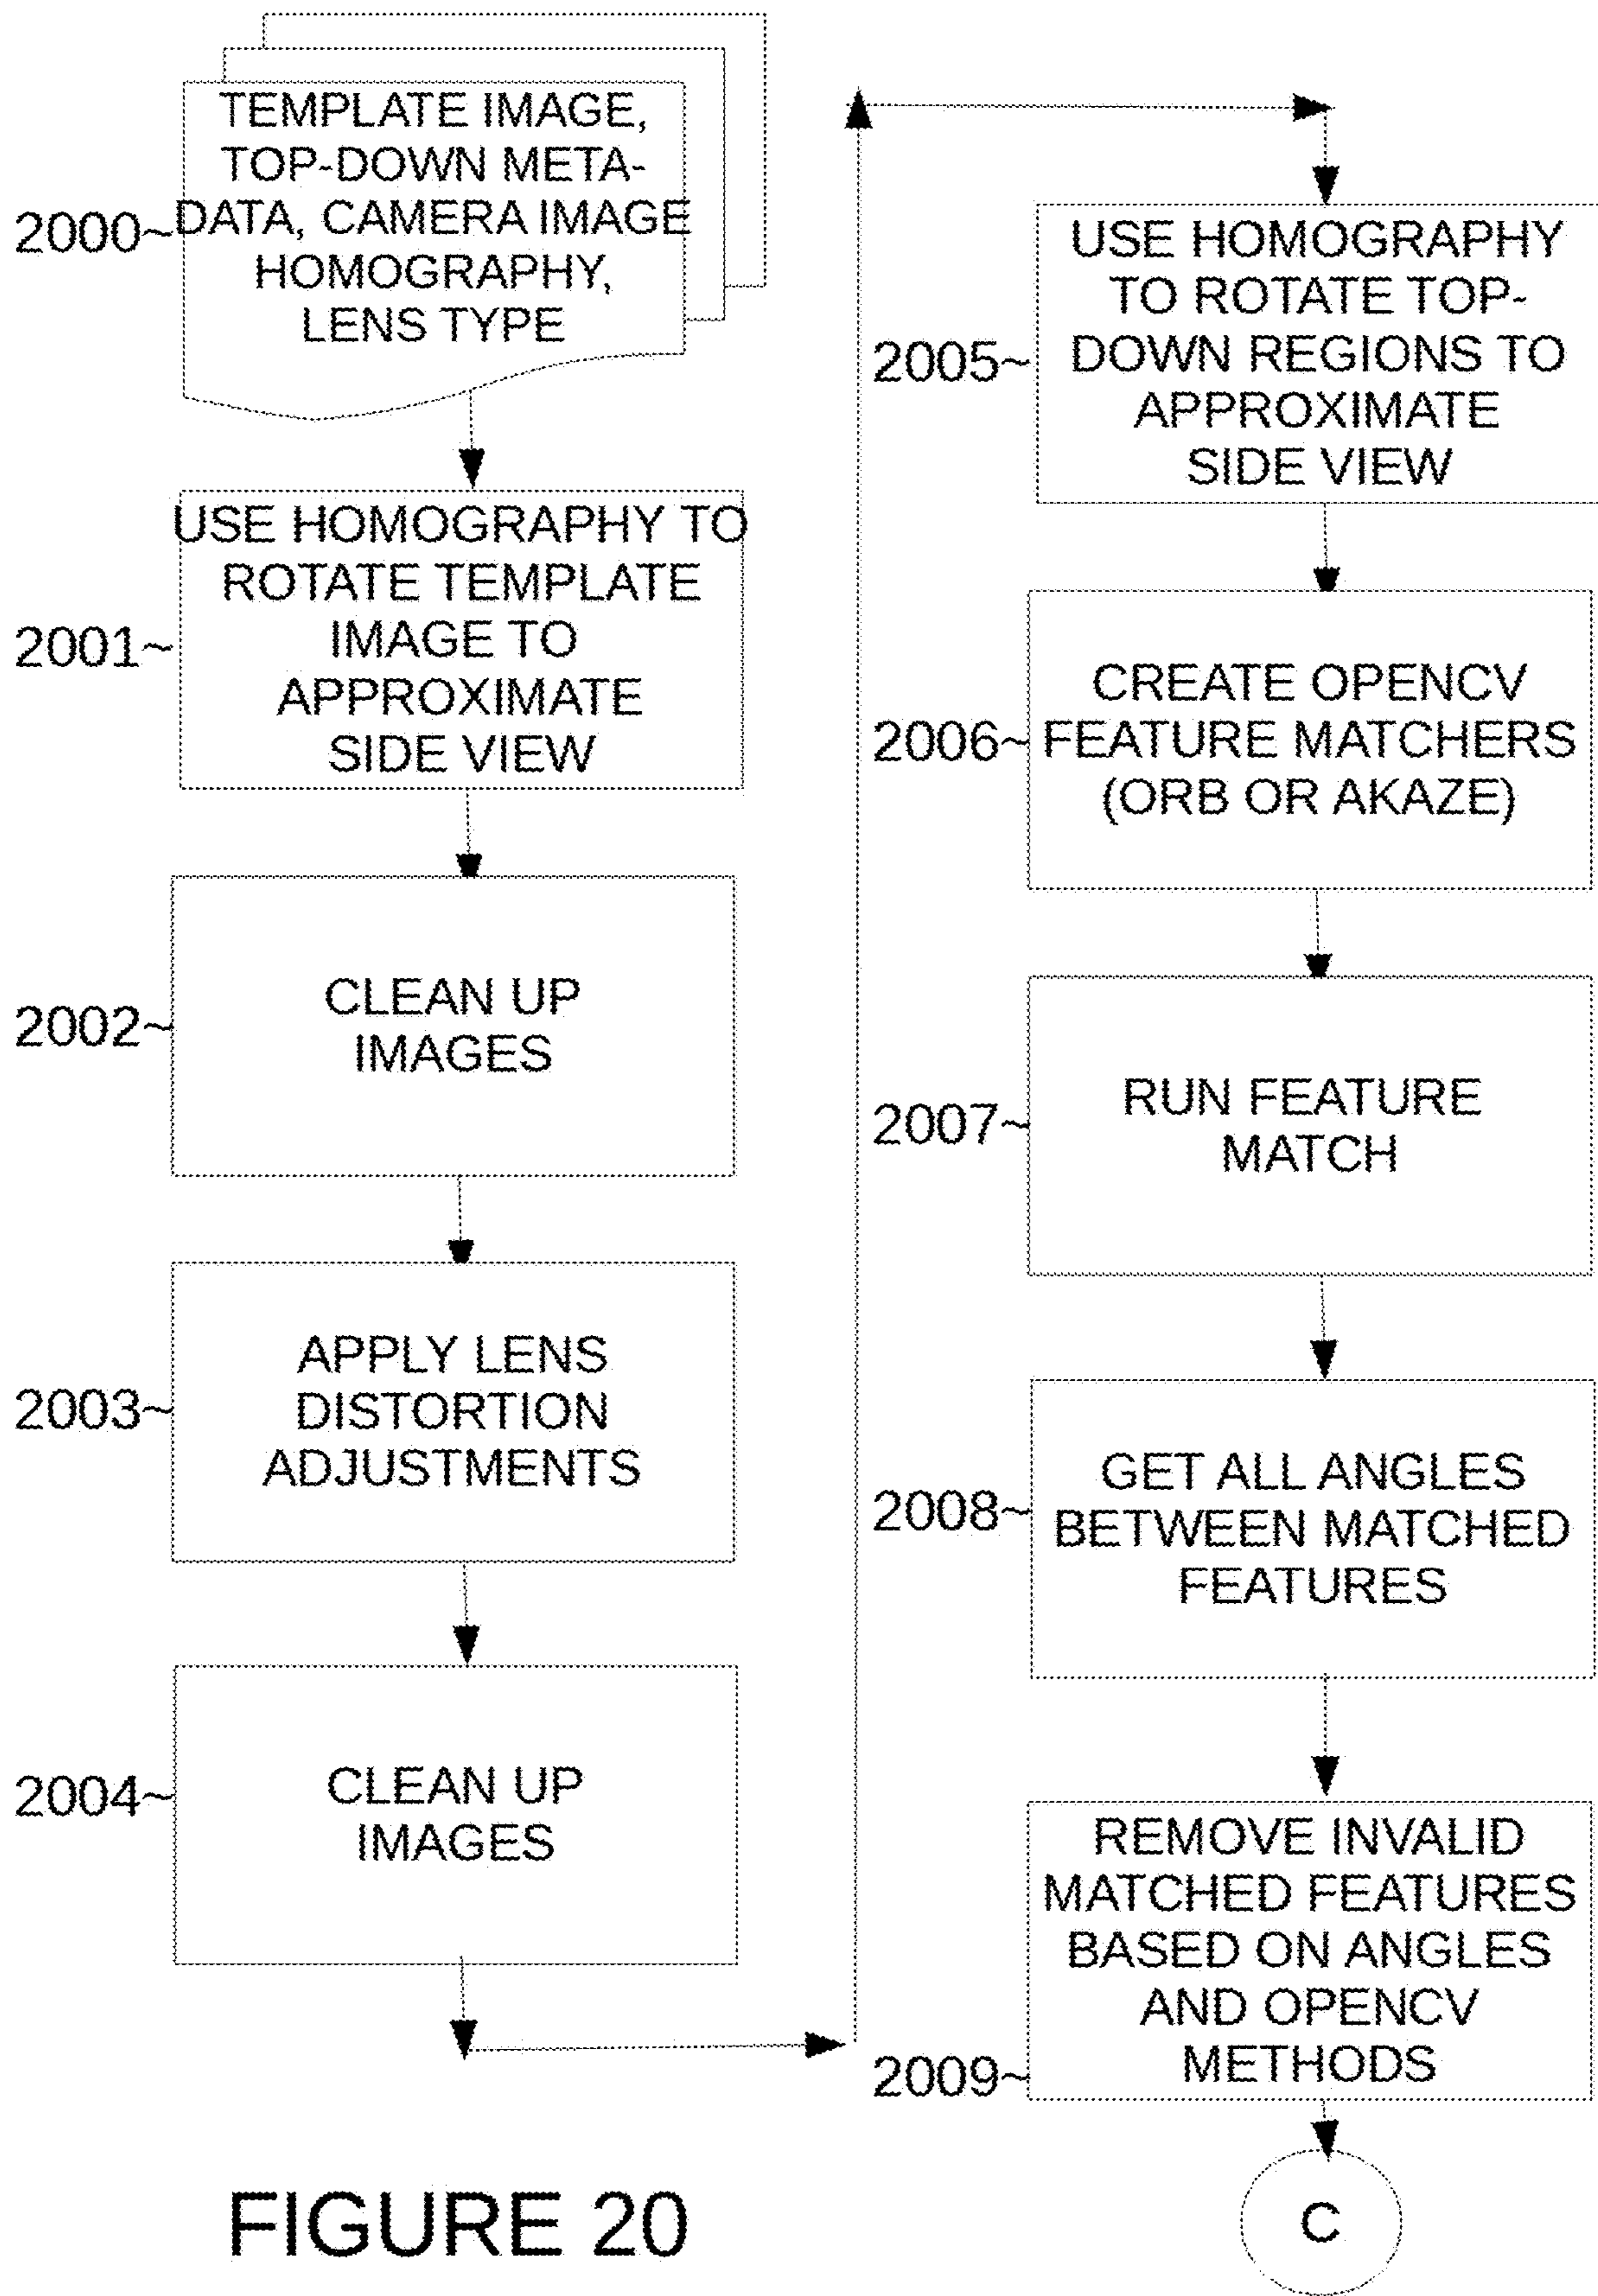 TEMPLATE IMAGE,
TOP-DOWN META-
2000~DATA, CAMERA IMAGE
HOMOGRAPHY,
LENS TYPE
USE HOMOGRAPHY TO
ROTATE TEMPLATE
2001~ IMAGE TO
APPROXIMATE
SIDE VIEW
2002~ CLEAN UP
IMAGES
APPLY LENS
2003~ DISTORTION
ADJUSTMENTS
2004~ CLEAN UP
IMAGES
USE HOMOGRAPHY
TO ROTATE TOP-
2005~ DOWN REGIONS TO
APPROXIMATE
SIDE VIEW
CREATE OPENCV
2006~ FEATURE MATCHERS
(ORB OR AKAZE)
2007~ RUN FEATURE
MATCH
GET ALL ANGLES
2008~ BETWEEN MATCHED
FEATURES
REMOVE INVALID
MATCHED FEATURES
BASED ON ANGLES
AND OPENCV
2009~ METHODS
C
FIGURE 20